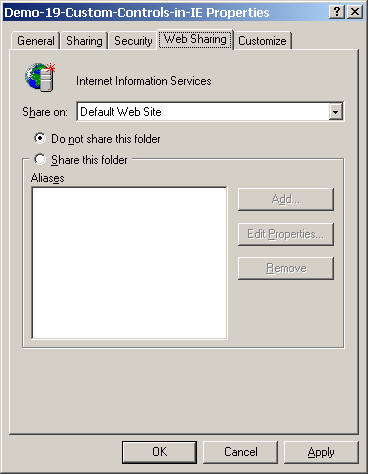 Demo-19-Custom-Controls-in-IE Properties
General Sharing Security Web Sharing Customize
Internet Information Services
Share on: Default Web Site
Do not share this folder
Share this folder
Aliases
Add...
Edit Properties...
Remove
OK Cancel Apply